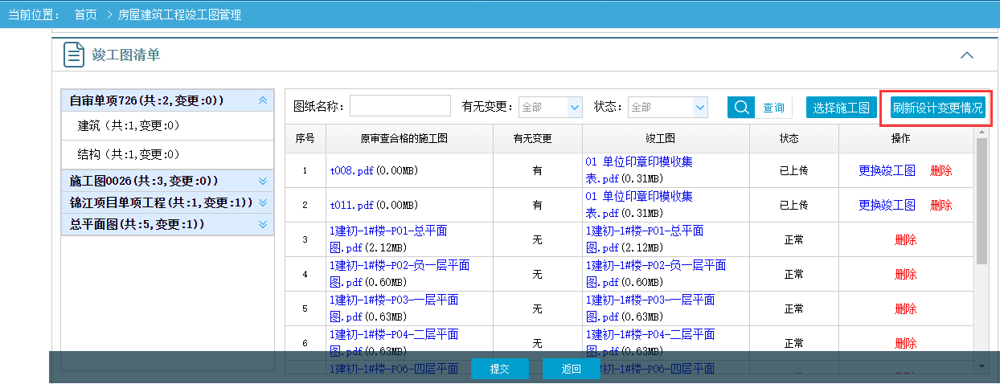 当前位置： 首页 > 房屋建筑工程竣工图管理
竣工图清单
自审单项726(共:2,变更:0))
建筑（共:1,变更:0）
结构（共:1,变更:0）
施工图0026(共:3,变更:0))
锦江项目单项工程(共:1,变更:1))
总平面图(共:5,变更:1))
图纸名称： 有无变更： 全部 状态： 全部 查询 选择施工图 刷新设计变更情况
序号 原审查合格的施工图 有无变更 竣工图 状态 操作
1 t008.pdf(0.00MB) 有 01 单位印章印模收集
表.pdf(0.31MB) 已上传 更换竣工图 删除
2 t011.pdf(0.00MB) 有 01 单位印章印模收集
表.pdf(0.31MB) 已上传 更换竣工图 删除
3 1建初-1#楼-P01-总平面 无 1建初-1#楼-P01-总平面 正常 删除
图.pdf(2.12MB) 图.pdf(2.12MB)
4 1建初-1#楼-P02-负一层平面 无 1建初-1#楼-P02-负一层平面 正常 删除
图.pdf(0.60MB) 图.pdf(0.60MB)
5 1建初-1#楼-P03-一层平面 无 1建初-1#楼-P03-一层平面 正常 删除
图.pdf(0.63MB) 图.pdf(0.63MB)
6 1建初-1#楼-P04-二层平面 无 1建初-1#楼-P04-二层平面 正常 删除
图.pdf(0.63MB) 图.pdf(0.63MB)
1建初-1#楼-P06-四层平面 建初-1#楼-P06-四层平面
提交 返回